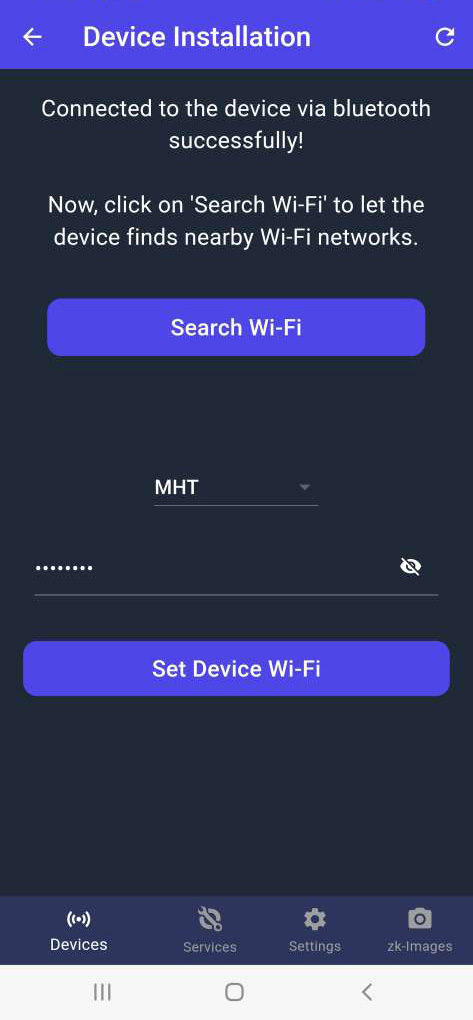 Device Installation
Connected to the device via bluetooth
successfully!
Now, click on 'Search Wi-Fi' to let the
device finds nearby Wi-Fi networks.
Search Wi-Fi
MHT
••••••••
Set Device Wi-Fi
Devices
Services
Settings
zk-Images